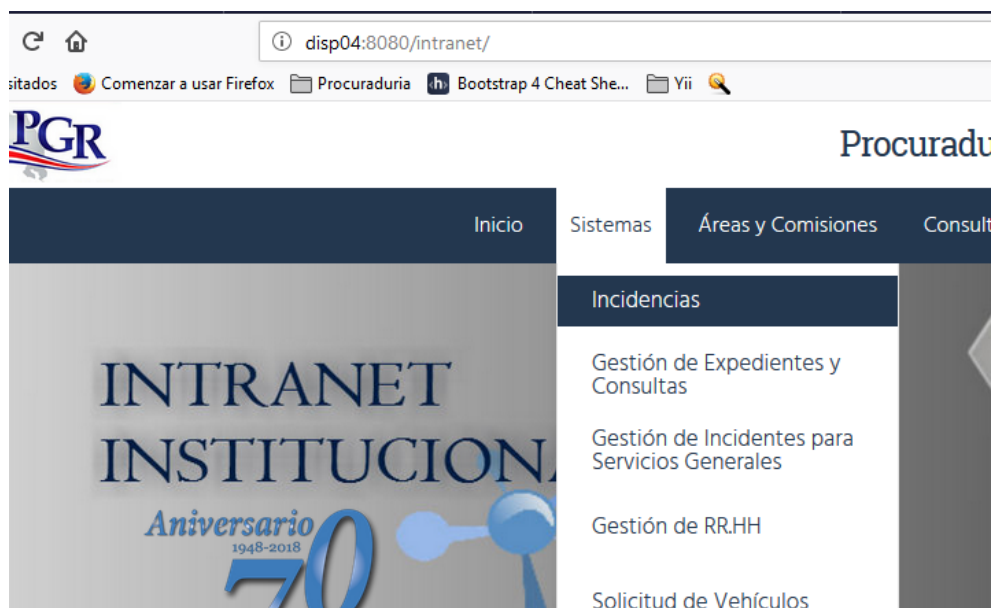 disp04:8080/intranet/
sitados Comenzar a usar Firefox Procuraduria Bootstrap 4 Cheat She... Yii
PGR
Procuradu
Inicio Sistemas Áreas y Comisiones Consult
Incidencias
Gestión de Expedientes y
Consultas
Gestión de Incidentes para
Servicios Generales
Gestión de RR.HH
Solicitud de Vehículos
INTRANET
INSTITUCIONA
Aniversario
1948-2018
70